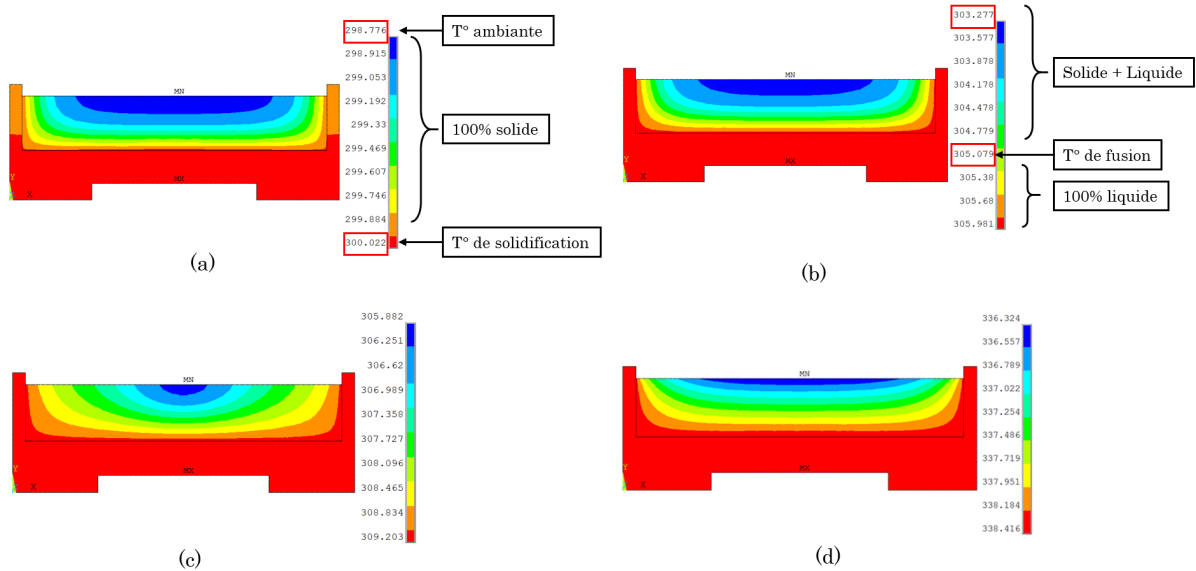 298.776
T° ambiante
298.915
299.053
299.192
299.33
299.469
299.607
299.746
299.884
300.022
100% solide
T° de solidification
MN
MX
Y
X
(a)
303.277
303.577
303.878
304.178
304.478
304.779
305.079
305.38
305.68
305.981
Solide + Liquide
T° de fusion
100% liquide
MN
MX
Y
X
(b)
305.882
306.251
306.62
306.989
307.358
307.727
308.096
308.465
308.834
309.203
MN
MX
Y
X
(c)
336.324
336.557
336.789
337.022
337.254
337.486
337.719
337.951
338.184
338.416
MN
MX
Y
X
(d)